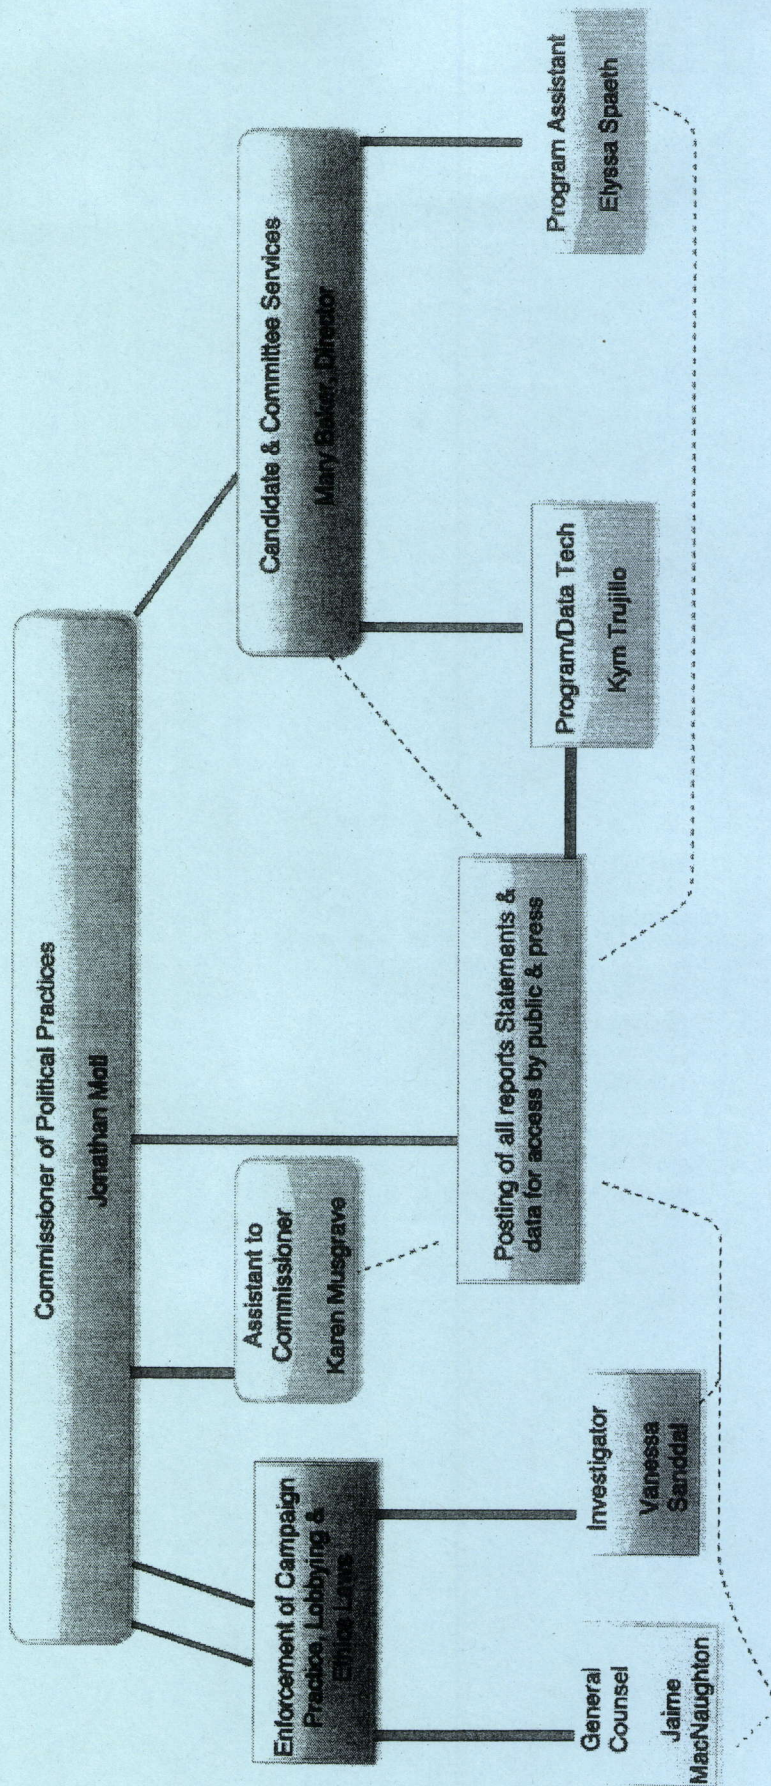 Commissioner of Political Practices
Jonathan Motl
Enforcement of Campaign
Practice, Lobbying &
Ethics Laws
Assistant to
Commissioner
Karen Musgrave
Candidate & Committee Services
Mary Baker, Director
Posting of all reports Statements &
data for access by public & press
General
Counsel
Jaime
MacNaughton
Investigator
Vanessa
Sanddal
Program/Data Tech
Kym Trujillo
Program Assistant
Elyssa Spaeth